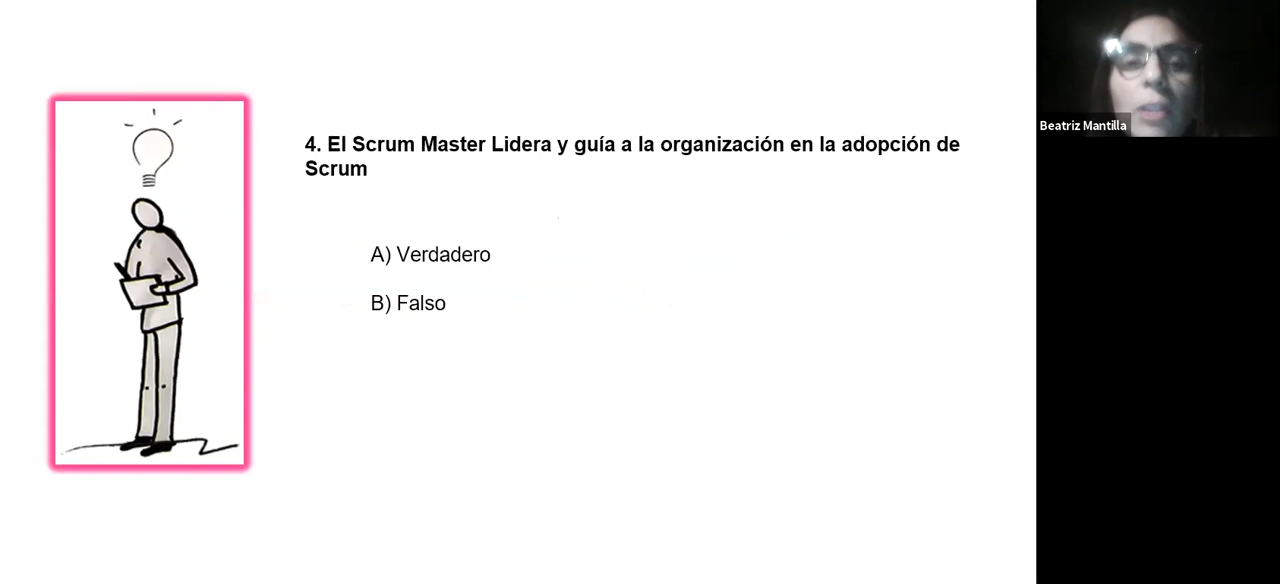 4. El Scrum Master Lidera y guía a la organización en la adopción de
Scrum
A) Verdadero
B) Falso
Beatriz Mantilla